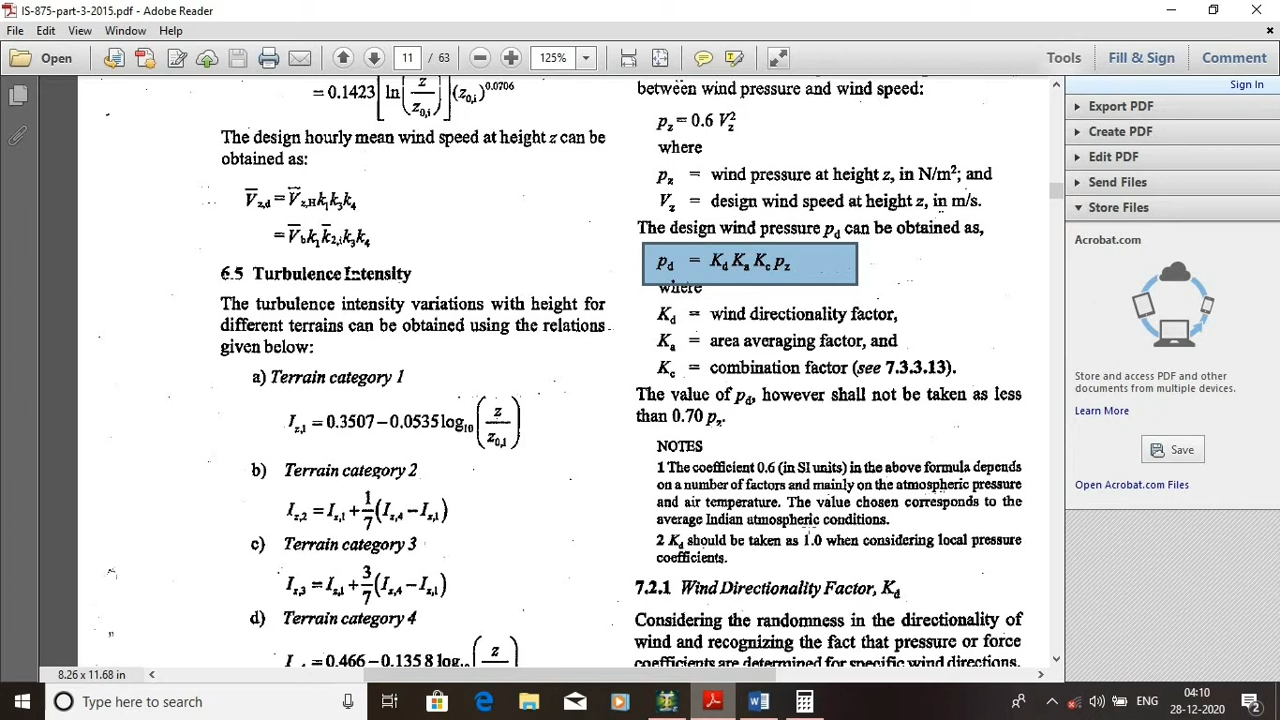 IS-875-part-3-2015.pdf - Adobe Reader
File Edit View Window Help
Open
11 / 63
125%
Tools
Fill & Sign
Comment
= 0.1423 [ ln ( z / z0,i ) ] (z0,i)^0.0706
The design hourly mean wind speed at height z can be
obtained as:
V̅z,d = V̅z,H k1 k3 k4
= V̅b k1 k̅2,i k3 k4
6.5 Turbulence Intensity
The turbulence intensity variations with height for
different terrains can be obtained using the relations
given below:
a) Terrain category 1
Iz,1 = 0.3507 – 0.0535 log10 ( z / z0,1 )
b) Terrain category 2
Iz,2 = Iz,1 + 1/7 (Iz,4 – Iz,1)
c) Terrain category 3
Iz,3 = Iz,1 + 3/7 (Iz,4 – Iz,1)
d) Terrain category 4
= 0.466 – 0.1358 log10 ( z
between wind pressure and wind speed:
pz = 0.6 Vz²
where
pz = wind pressure at height z, in N/m²; and
Vz = design wind speed at height z, in m/s.
The design wind pressure pd can be obtained as,
pd = Kd Ka Kc pz
where
Kd = wind directionality factor,
Ka = area averaging factor, and
Kc = combination factor (see 7.3.3.13).
The value of pd, however shall not be taken as less
than 0.70 pz.
NOTES
1 The coefficient 0.6 (in SI units) in the above formula depends
on a number of factors and mainly on the atmospheric pressure
and air temperature. The value chosen corresponds to the
average Indian atmospheric conditions.
2 Kd should be taken as 1.0 when considering local pressure
coefficients.
7.2.1 Wind Directionality Factor, Kd
Considering the randomness in the directionality of
wind and recognizing the fact that pressure or force
coefficients are determined for specific wind directions,
Sign In
Export PDF
Create PDF
Edit PDF
Send Files
Store Files
Acrobat.com
Store and access PDF and other
documents from multiple devices.
Learn More
Save
Open Acrobat.com Files
8.26 x 11.68 in
Type here to search
ENG
04:10
28-12-2020
2